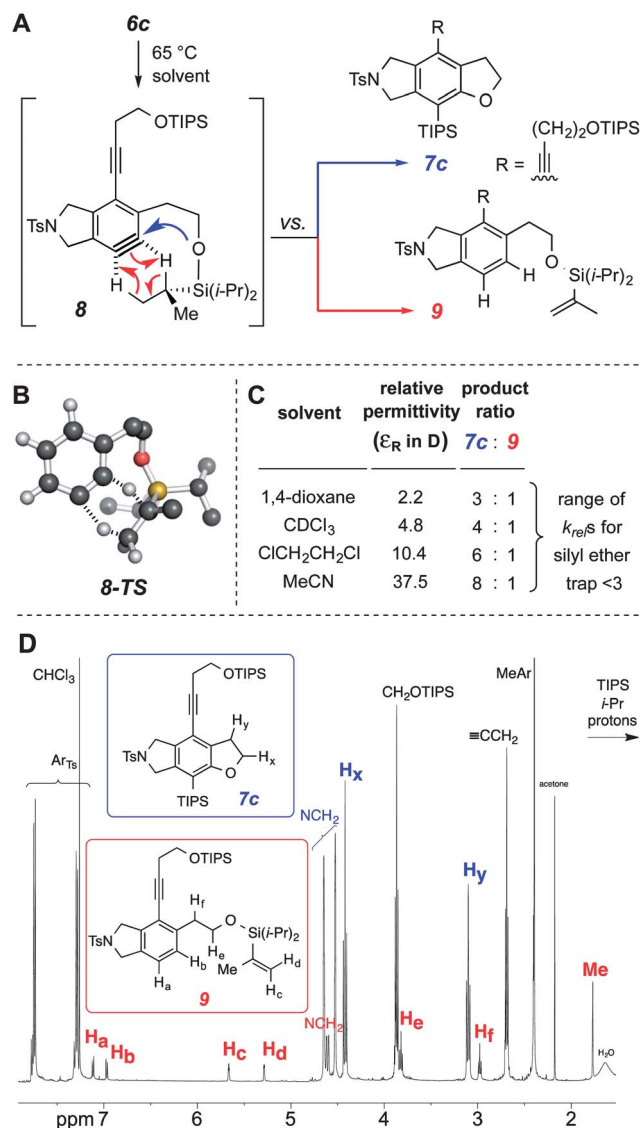 A
6c
65 °C
solvent
OTIPS
TsN
H
H
O
Si(i-Pr)2
Me
8
vs.
R
TsN
O
TIPS
7c
(CH2)2OTIPS
R =
R
TsN
O
H
H
Si(i-Pr)2
9
B
8-TS
C
solvent
relative
permittivity
(ℰR in D)
product
ratio
7c : 9
1,4-dioxane 2.2 3 : 1
CDCl3 4.8 4 : 1
ClCH2CH2Cl 10.4 6 : 1
MeCN 37.5 8 : 1
range of
krels for
silyl ether
trap <3
D
CHCl3
ArTs
OTIPS
Hy
TsN
Hx
O
TIPS
7c
OTIPS
Hf
O
Si(i-Pr)2
TsN
He
Me
Hd
Hb
Hc
Ha
9
NCH2
Hx
CH2OTIPS
≡CCH2
MeAr
TIPS
i-Pr
protons
acetone
Hy
NCH2
Ha
Hb
Hc
Hd
He
Hf
Me
H2O
ppm 7 6 5 4 3 2